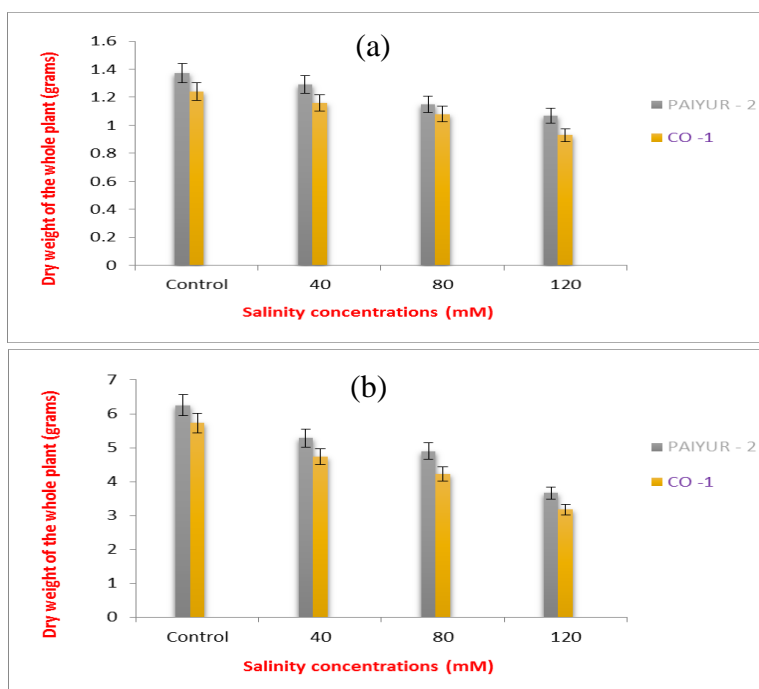 (a)
Dry weight of the whole plant (grams)
1.6
1.4
1.2
1
0.8
0.6
0.4
0.2
0
Control 40 80 120
Salinity concentrations (mM)
PAIYUR - 2
CO -1
(b)
Dry weight of the whole plant (grams)
7
6
5
4
3
2
1
0
Control 40 80 120
Salinity concentrations (mM)
PAIYUR - 2
CO -1